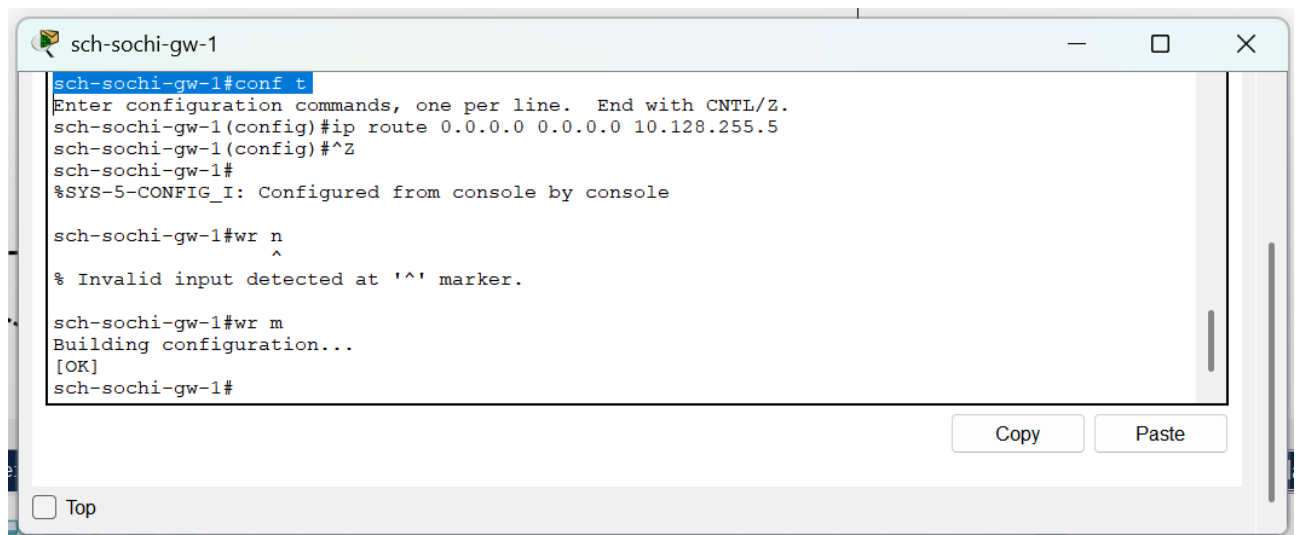 sch-sochi-gw-1
sch-sochi-gw-1#conf t
Enter configuration commands, one per line.  End with CNTL/Z.
sch-sochi-gw-1(config)#ip route 0.0.0.0 0.0.0.0 10.128.255.5
sch-sochi-gw-1(config)#^Z
sch-sochi-gw-1#
%SYS-5-CONFIG_I: Configured from console by console
sch-sochi-gw-1#wr n
^
% Invalid input detected at '^' marker.
sch-sochi-gw-1#wr m
Building configuration...
[OK]
sch-sochi-gw-1#
Copy Paste
Top